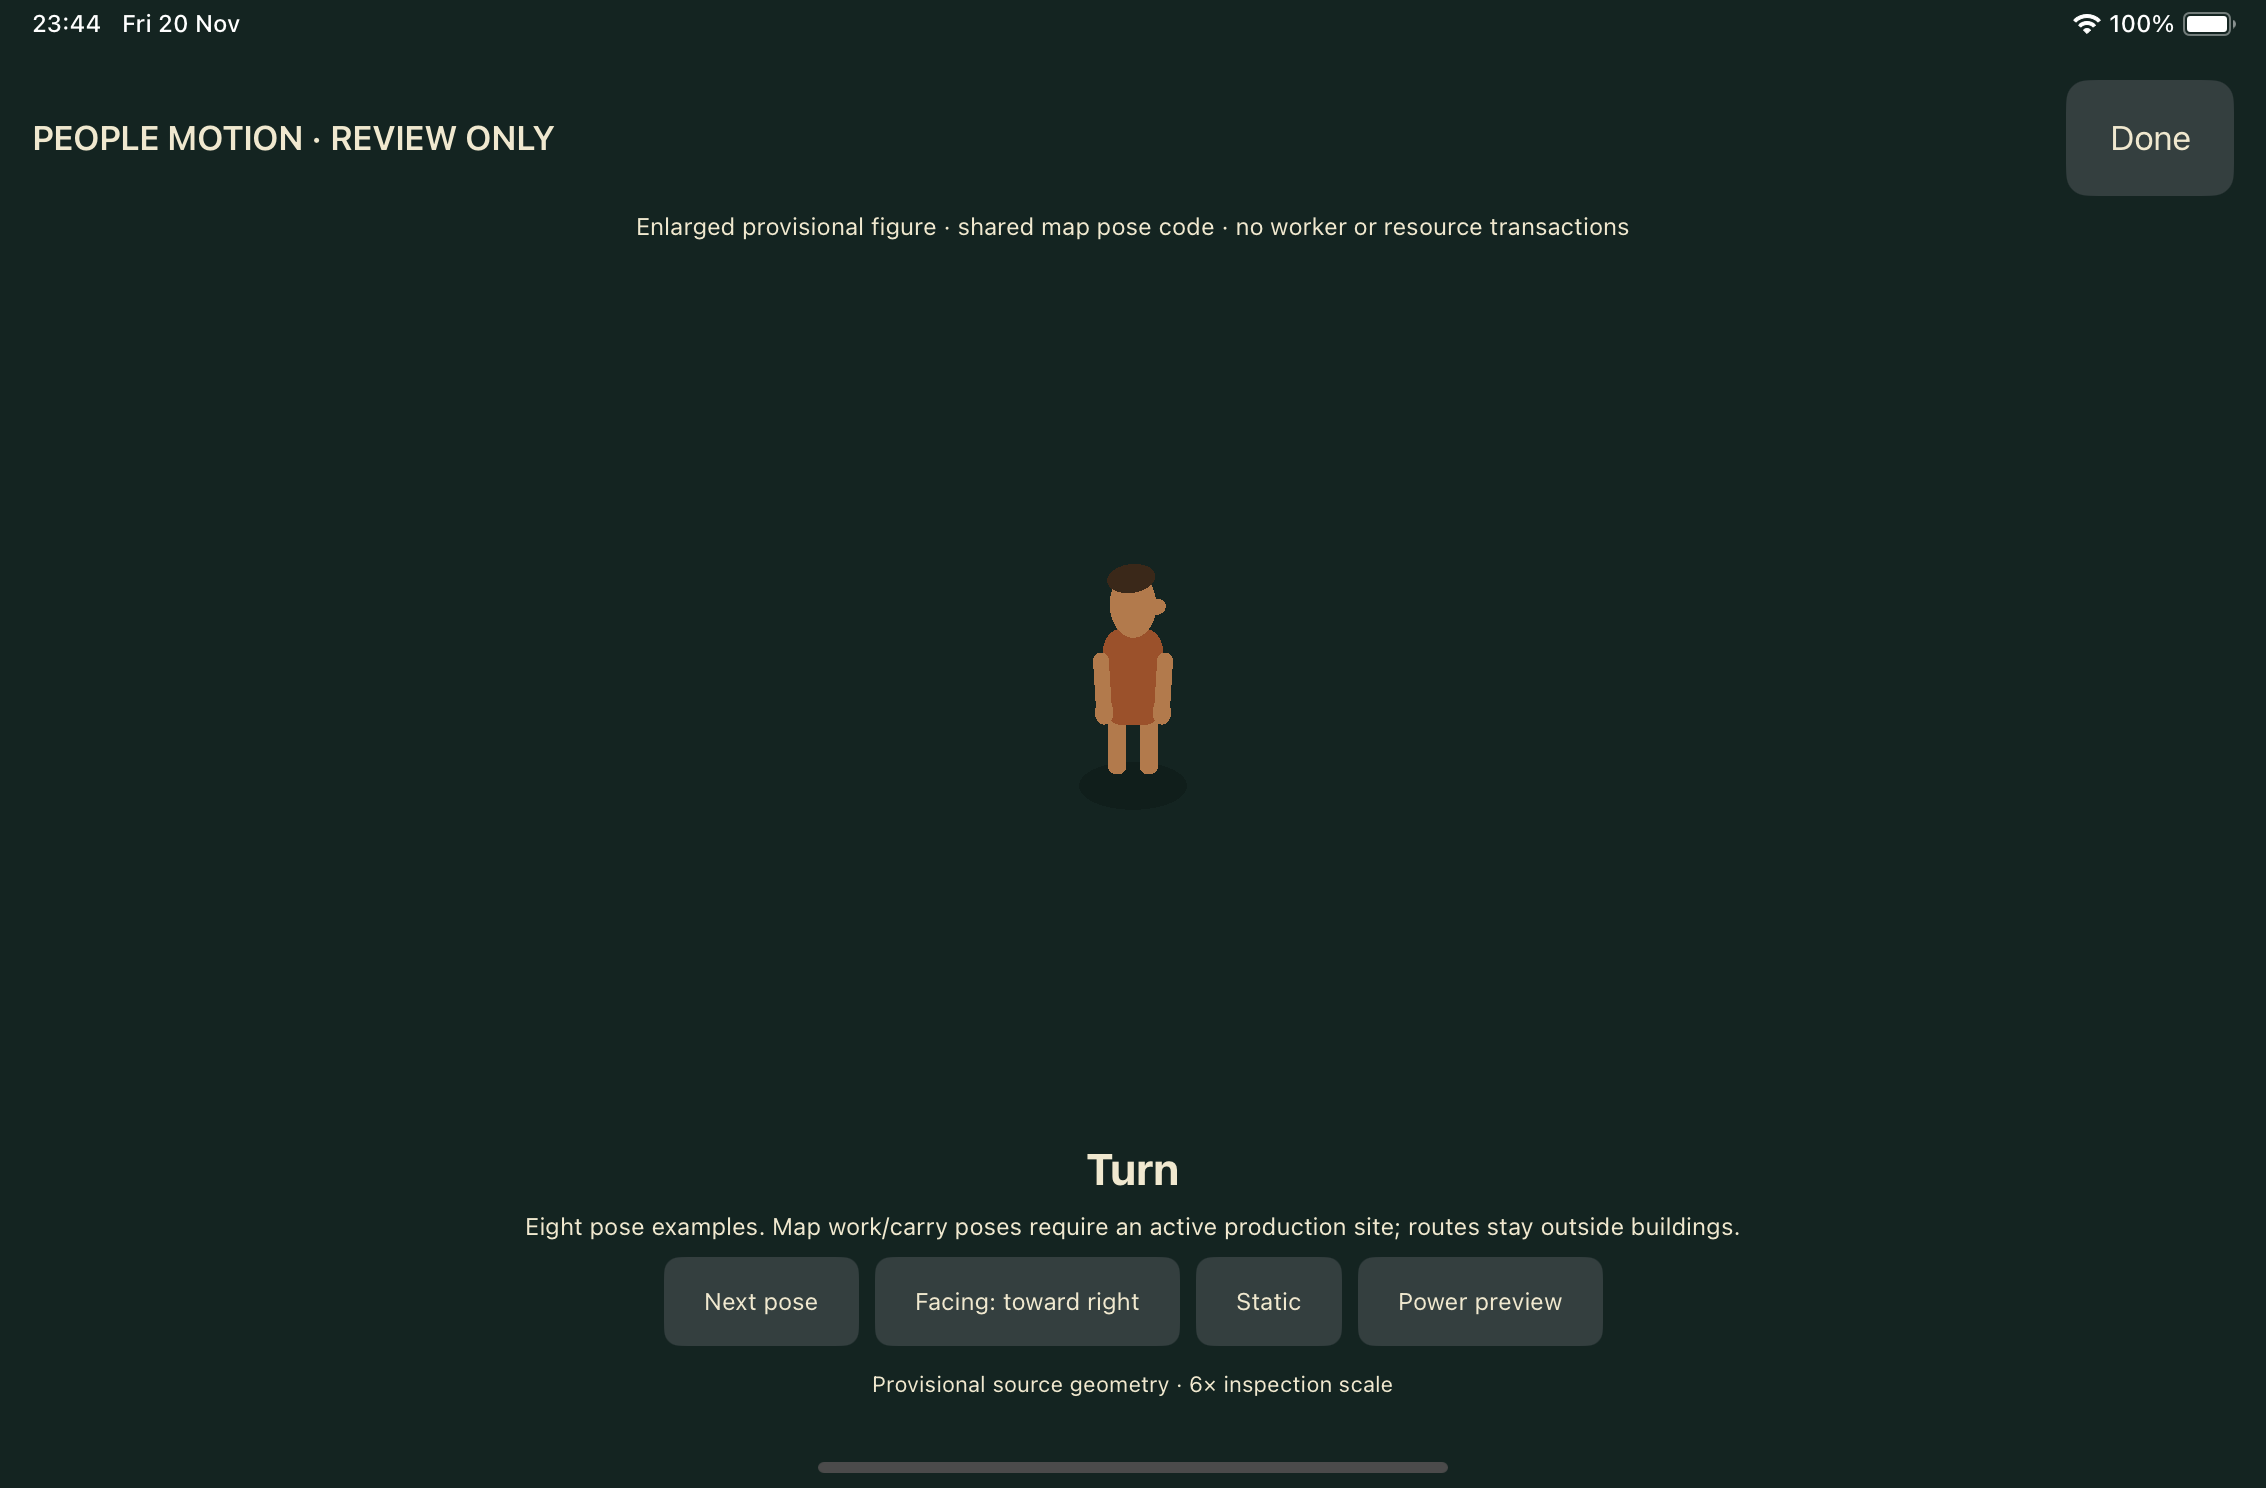 23:44 Fri 20 Nov
100%
PEOPLE MOTION · REVIEW ONLY
Done
Enlarged provisional figure · shared map pose code · no worker or resource transactions
Turn
Eight pose examples. Map work/carry poses require an active production site; routes stay outside buildings.
Next pose
Facing: toward right
Static
Power preview
Provisional source geometry · 6× inspection scale